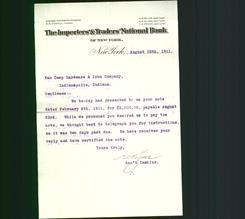 The Importers & Traders' National Bank,
OF NEW YORK.
New York, August 25th, 1911.
Van Camp Hardware & Iron Company,
Indianapolis, Indiana.
Gentlemen:-
We to-day had presented to us your note
dated February 8th, 1911, for $5,000.00, payable August
22nd. While we presumed you desired us to pay the
note, we thought best to telegraph you for instructions,
as it was two days past due. We have received your
reply and have certified the note.
Yours truly,
Ass't Cashier.